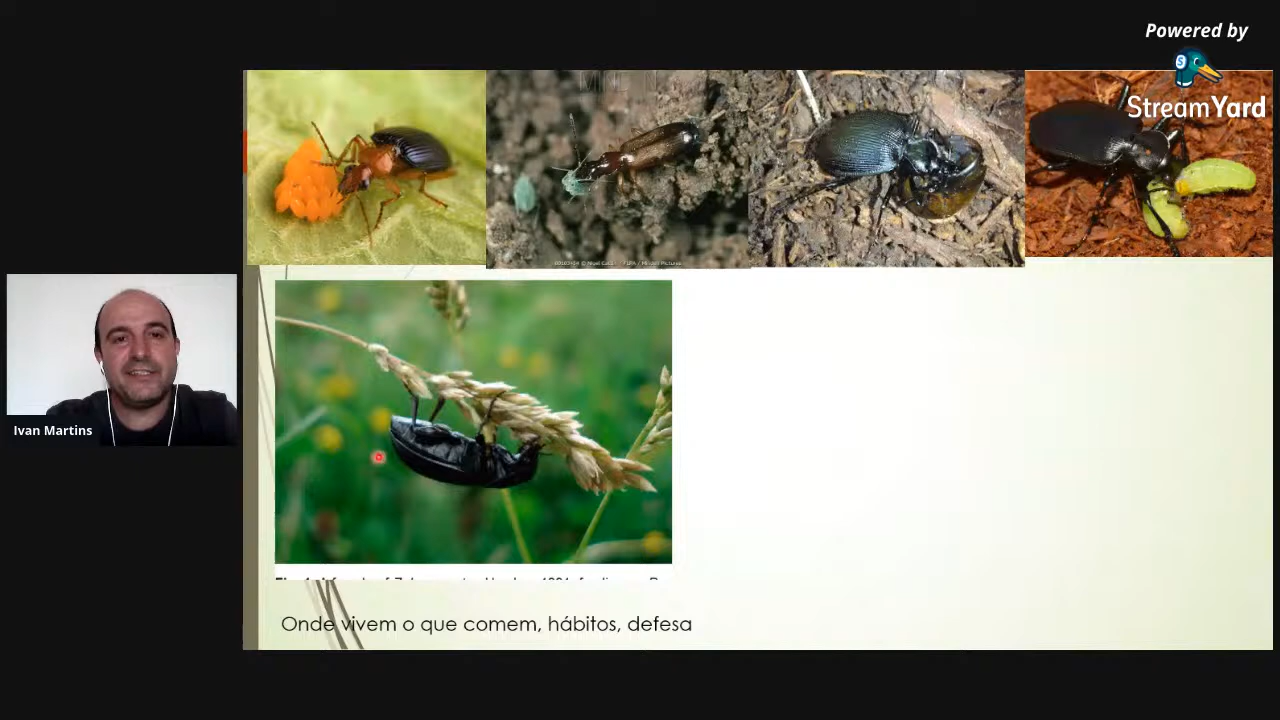 Powered by
StreamYard
Ivan Martins
Onde vivem o que comem, hábitos, defesa